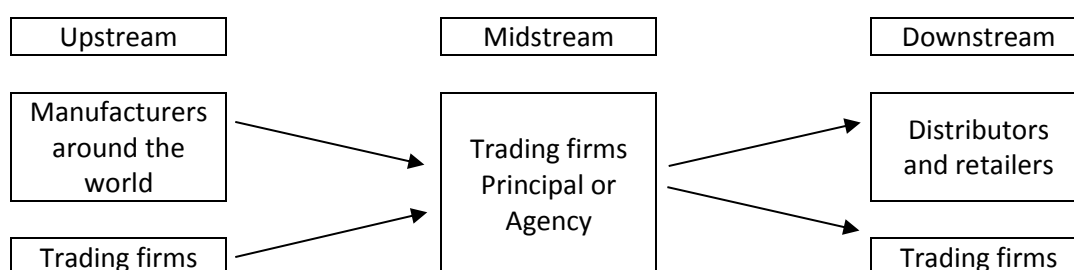 Upstream
Midstream
Downstream
Manufacturers
around the
world
Trading firms
Principal or
Agency
Distributors
and retailers
Trading firms
Trading firms